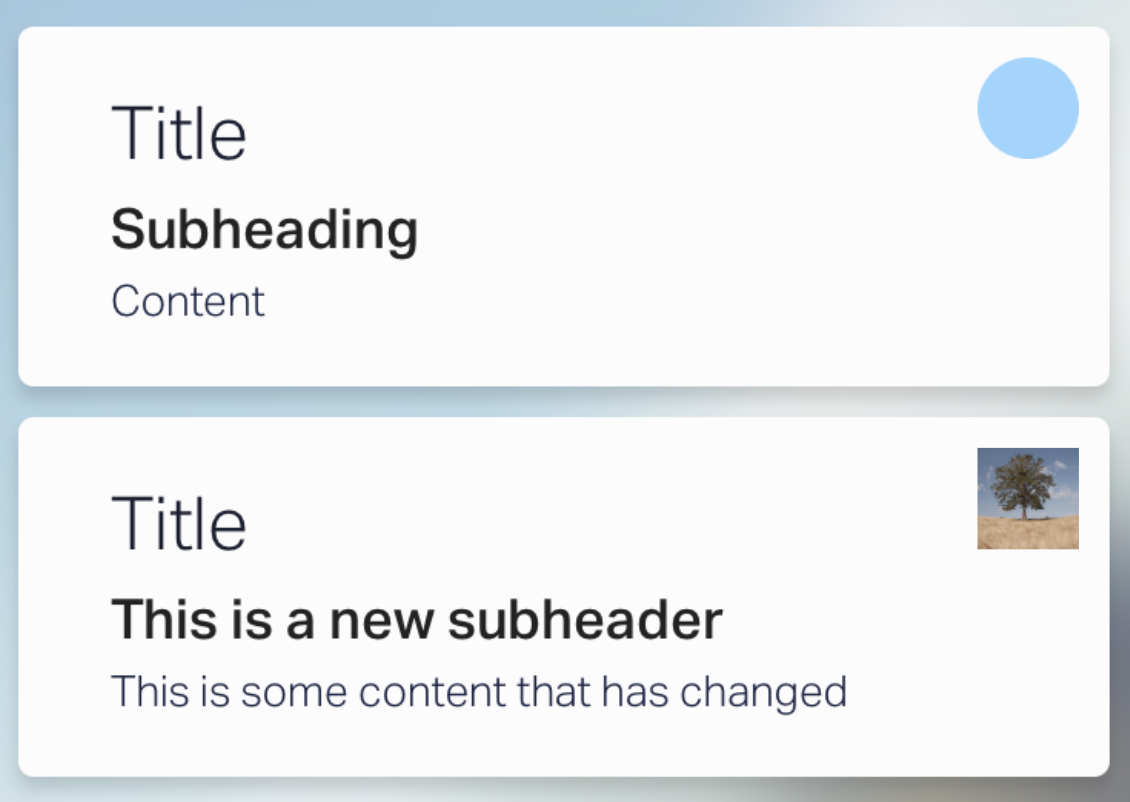 Title
Subheading
Content
Title
This is a new subheader
This is some content that has changed